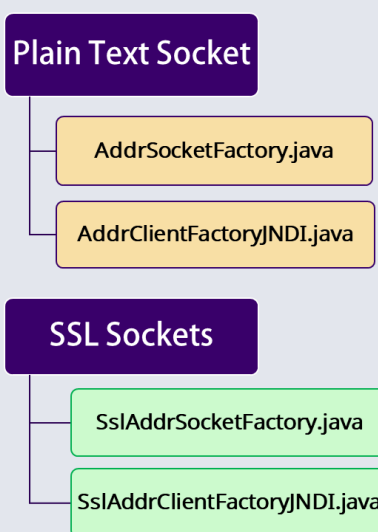 Plain Text Socket
AddrSocketFactory.java
AddrClientFactoryJNDI.java
SSL Sockets
SslAddrSocketFactory.java
SslAddrClientFactoryJNDI.java